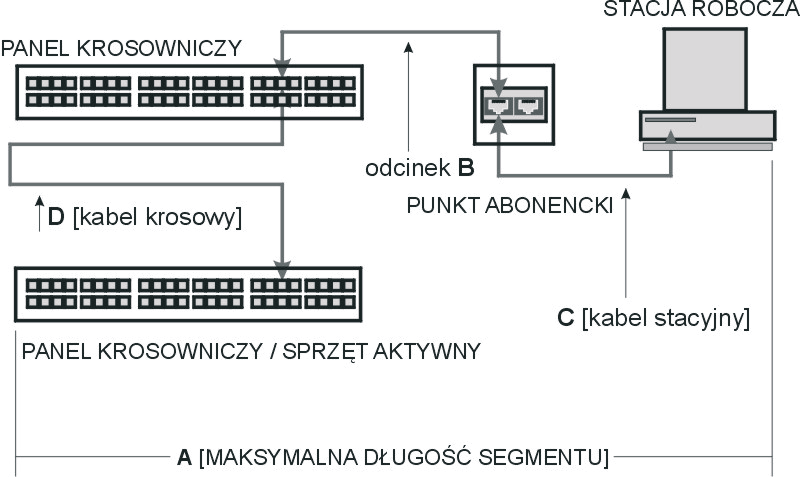 STACJA ROBOCZA
PANEL KROSOWNICZY
odcinek B
PUNKT ABONENCKI
D [kabel krosowy]
C [kabel stacyjny]
PANEL KROSOWNICZY / SPRZĘT AKTYWNY
A [MAKSYMALNA DŁUGOŚĆ SEGMENTU]